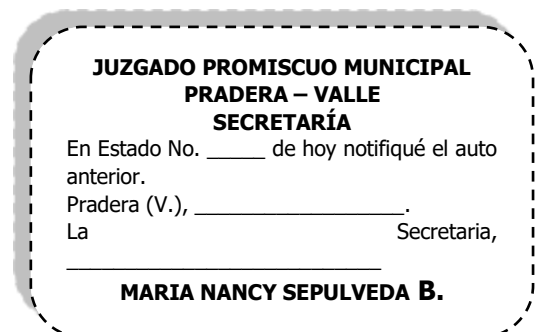 JUZGADO PROMISCUO MUNICIPAL
PRADERA – VALLE
SECRETARÍA
En Estado No. _____ de hoy notifiqué el auto
anterior.
Pradera (V.), __________________.
La Secretaria,
___________________________
MARIA NANCY SEPULVEDA B.